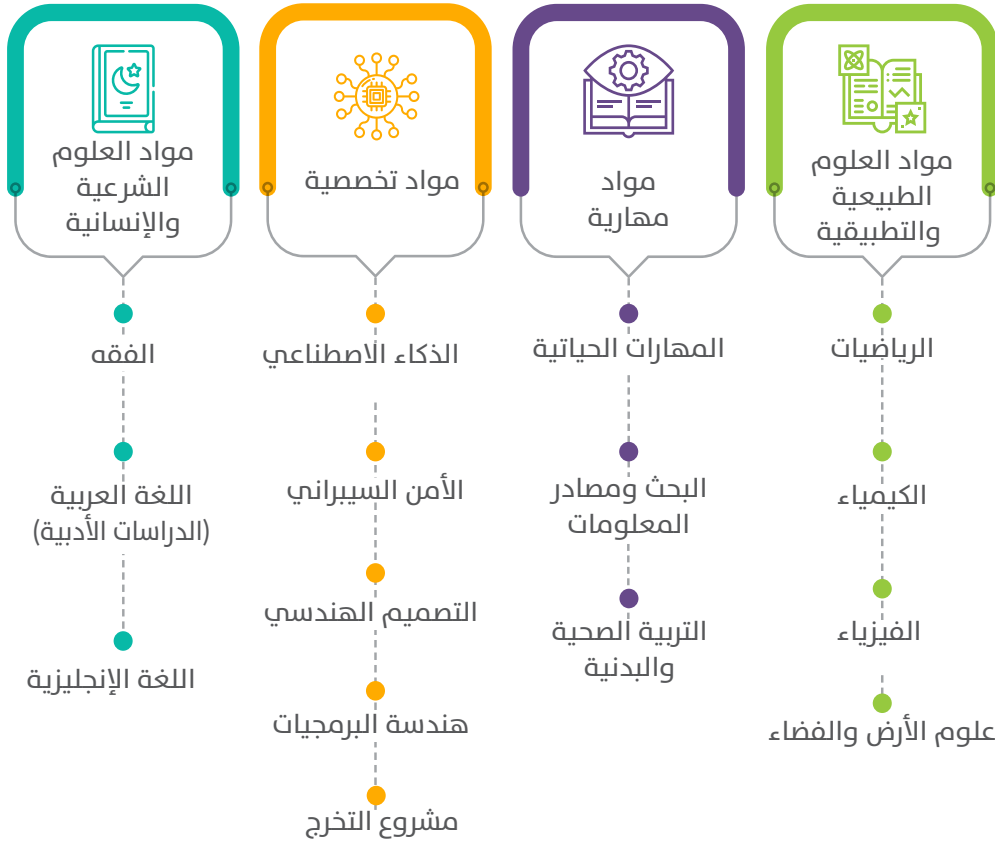 مواد العلوم
الطبيعية
والتطبيقية
الرياضيات
الكيمياء
الفيزياء
علوم الأرض والفضاء
مواد
مهارية
المهارات الحياتية
البحث ومصادر
المعلومات
التربية الصحية
والبدنية
مواد تخصصية
الذكاء الاصطناعي
الأمن السيبراني
التصميم الهندسي
هندسة البرمجيات
مشروع التخرج
مواد العلوم
الشرعية
والإنسانية
الفقه
اللغة العربية
(الدراسات الأدبية)
اللغة الإنجليزية